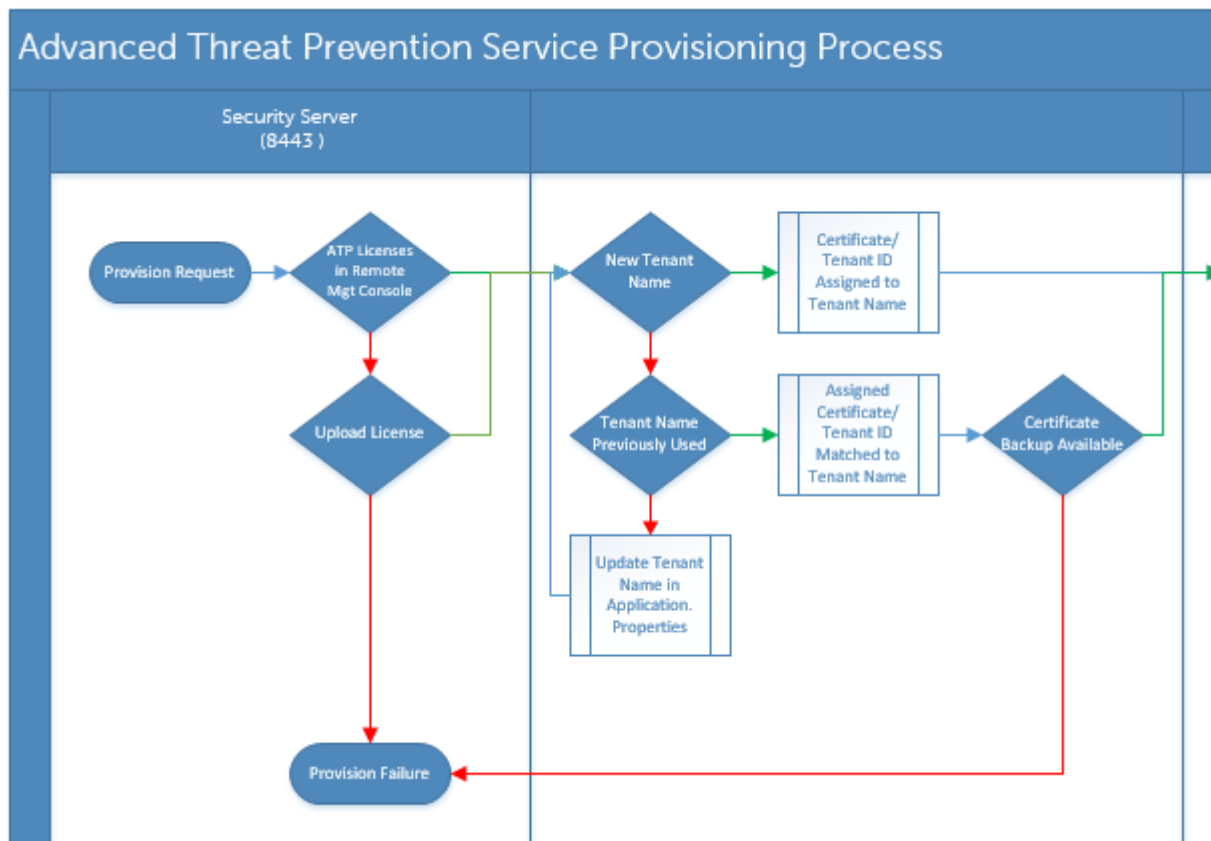 Advanced Threat Prevention Service Provisioning Process
Security Server
(8443 )
Provision Request
ATP Licenses
in Remote
Mgt Console
New Tenant
Name
Certificate/
Tenant ID
Assigned to
Tenant Name
Upload License
Tenant Name
Previously Used
Assigned
Certificate/
Tenant ID
Matched to
Tenant Name
Certificate
Backup Available
Update Tenant
Name in
Application.
Properties
Provision Failure